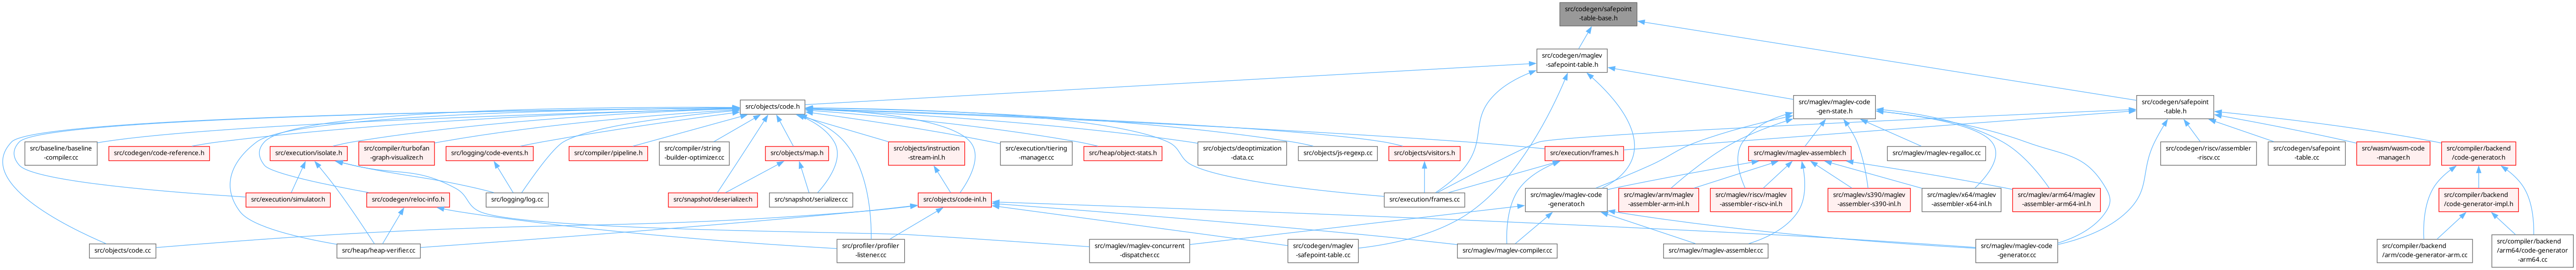 src/codegen/safepoint
-table-base.h
src/codegen/maglev
-safepoint-table.h
src/objects/code.h
src/maglev/maglev-code
-gen-state.h
src/codegen/safepoint
-table.h
src/baseline/baseline
-compiler.cc
src/codegen/code-reference.h
src/execution/isolate.h
src/compiler/turbofan
-graph-visualizer.h
src/logging/code-events.h
src/compiler/pipeline.h
src/compiler/string
-builder-optimizer.cc
src/objects/map.h
src/objects/instruction
-stream-inl.h
src/execution/tiering
-manager.cc
src/heap/object-stats.h
src/objects/deoptimization
-data.cc
src/objects/js-regexp.cc
src/objects/visitors.h
src/execution/frames.h
src/maglev/maglev-assembler.h
src/maglev/maglev-regalloc.cc
src/codegen/riscv/assembler
-riscv.cc
src/codegen/safepoint
-table.cc
src/wasm/wasm-code
-manager.h
src/compiler/backend
/code-generator.h
src/execution/simulator.h
src/codegen/reloc-info.h
src/logging/log.cc
src/snapshot/deserializer.h
src/snapshot/serializer.cc
src/objects/code-inl.h
src/execution/frames.cc
src/maglev/maglev-code
-generator.h
src/maglev/arm/maglev
-assembler-arm-inl.h
src/maglev/riscv/maglev
-assembler-riscv-inl.h
src/maglev/s390/maglev
-assembler-s390-inl.h
src/maglev/x64/maglev
-assembler-x64-inl.h
src/maglev/arm64/maglev
-assembler-arm64-inl.h
src/compiler/backend
/code-generator-impl.h
src/objects/code.cc
src/heap/heap-verifier.cc
src/profiler/profiler
-listener.cc
src/maglev/maglev-concurrent
-dispatcher.cc
src/codegen/maglev
-safepoint-table.cc
src/maglev/maglev-compiler.cc
src/maglev/maglev-assembler.cc
src/maglev/maglev-code
-generator.cc
src/compiler/backend
/arm/code-generator-arm.cc
src/compiler/backend
/arm64/code-generator
-arm64.cc